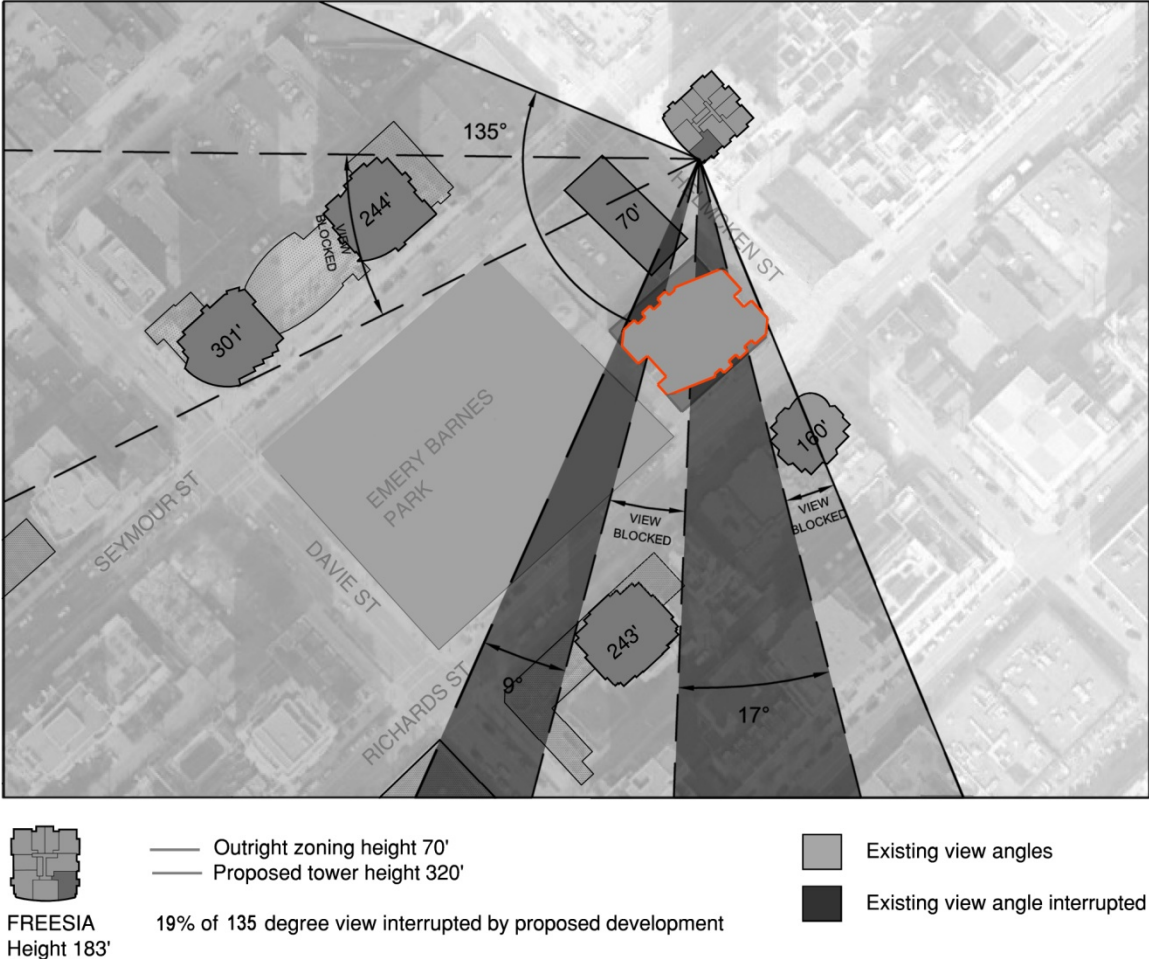 135°
244'
VIEW
BLOCKED
301'
70'
HELMCKEN ST
160'
EMERY BARNES
PARK
VIEW
BLOCKED
VIEW
BLOCKED
SEYMOUR ST
DAVIE ST
243'
RICHARDS ST
9°
17°
FREESIA
Height 183'
Outright zoning height 70'
Proposed tower height 320'
19% of 135 degree view interrupted by proposed development
Existing view angles
Existing view angle interrupted